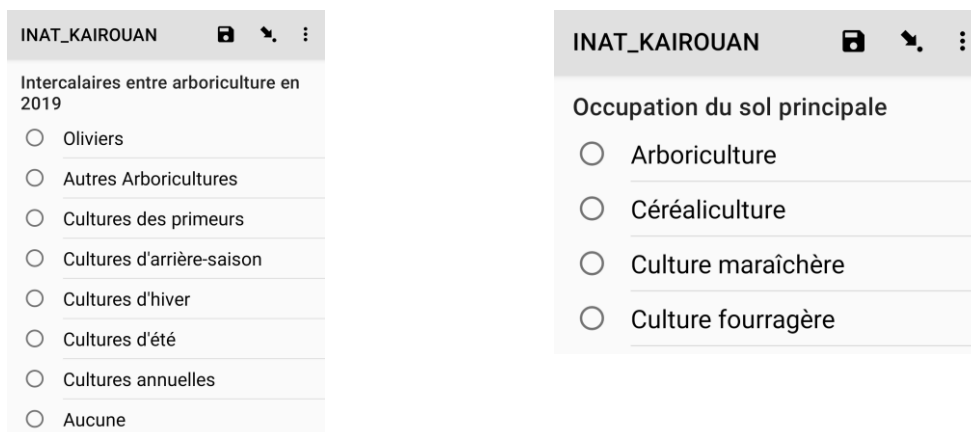 INAT_KAIROUAN
Intercalaires entre arboriculture en
2019
Oliviers
Autres Arboricultures
Cultures des primeurs
Cultures d'arrière-saison
Cultures d'hiver
Cultures d'été
Cultures annuelles
Aucune
INAT_KAIROUAN
Occupation du sol principale
Arboriculture
Céréaliculture
Culture maraîchère
Culture fourragère